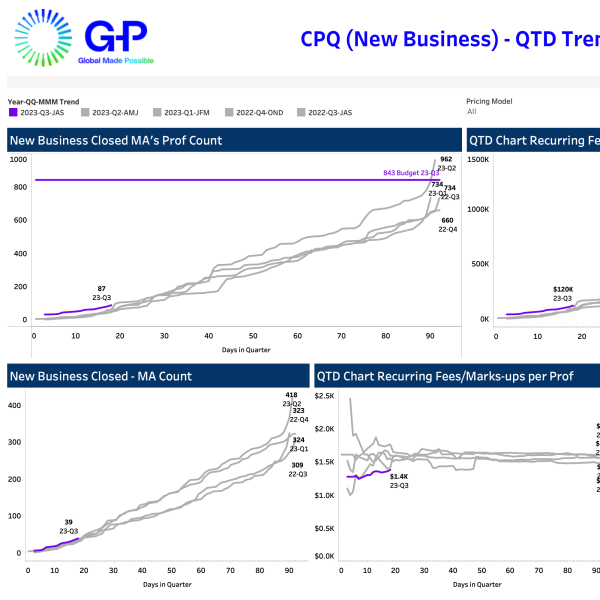 G-P
Global Made Possible
CPQ (New Business) - QTD Tren
Year-QQ-MMM Trend
2023-Q3-JAS 2023-Q2-AMJ 2023-Q1-JFM 2022-Q4-OND 2022-Q3-JAS
Pricing Model
All
New Business Closed MA's Prof Count
1000
800
600
400
200
0
843 Budget 23-Q3
962
23-Q2
734
23-Q1
734
22-Q3
660
22-Q4
87
23-Q3
0 10 20 30 40 50 60 70 80 90
Days in Quarter
QTD Chart Recurring Fe
1500K
1000K
500K
0K
$120K
23-Q3
0 10 20
New Business Closed - MA Count
400
300
200
100
0
418
23-Q2
323
22-Q4
324
23-Q1
309
22-Q3
39
23-Q3
0 10 20 30 40 50 60 70 80 90
Days in Quarter
QTD Chart Recurring Fees/Marks-ups per Prof
$2.5K
$2.0K
$1.5K
$1.0K
$0.5K
$0.0K
$1.4K
23-Q3
0 10 20 30 40 50 60 70 80 90
Days in Quarter